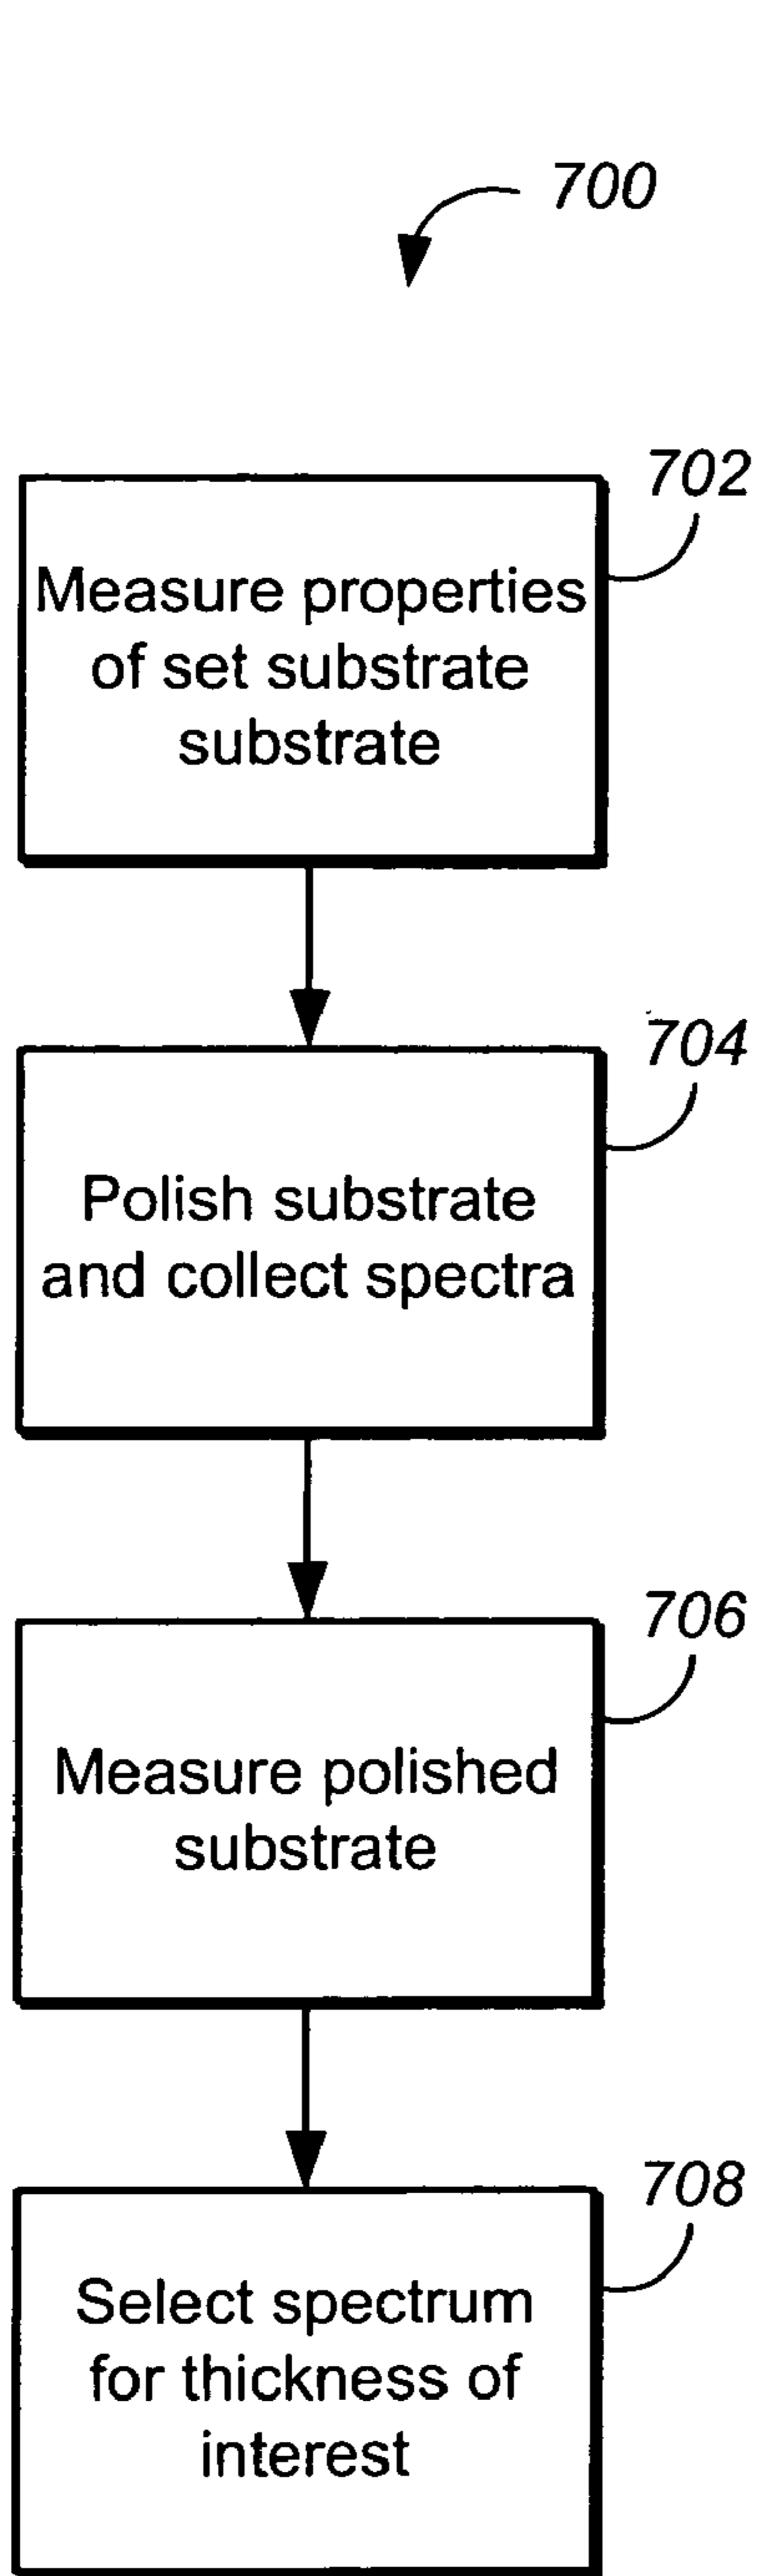 700
702
Measure properties
of set substrate
substrate
704
Polish substrate
and collect spectra
706
Measure polished
substrate
708
Select spectrum
for thickness of
interest